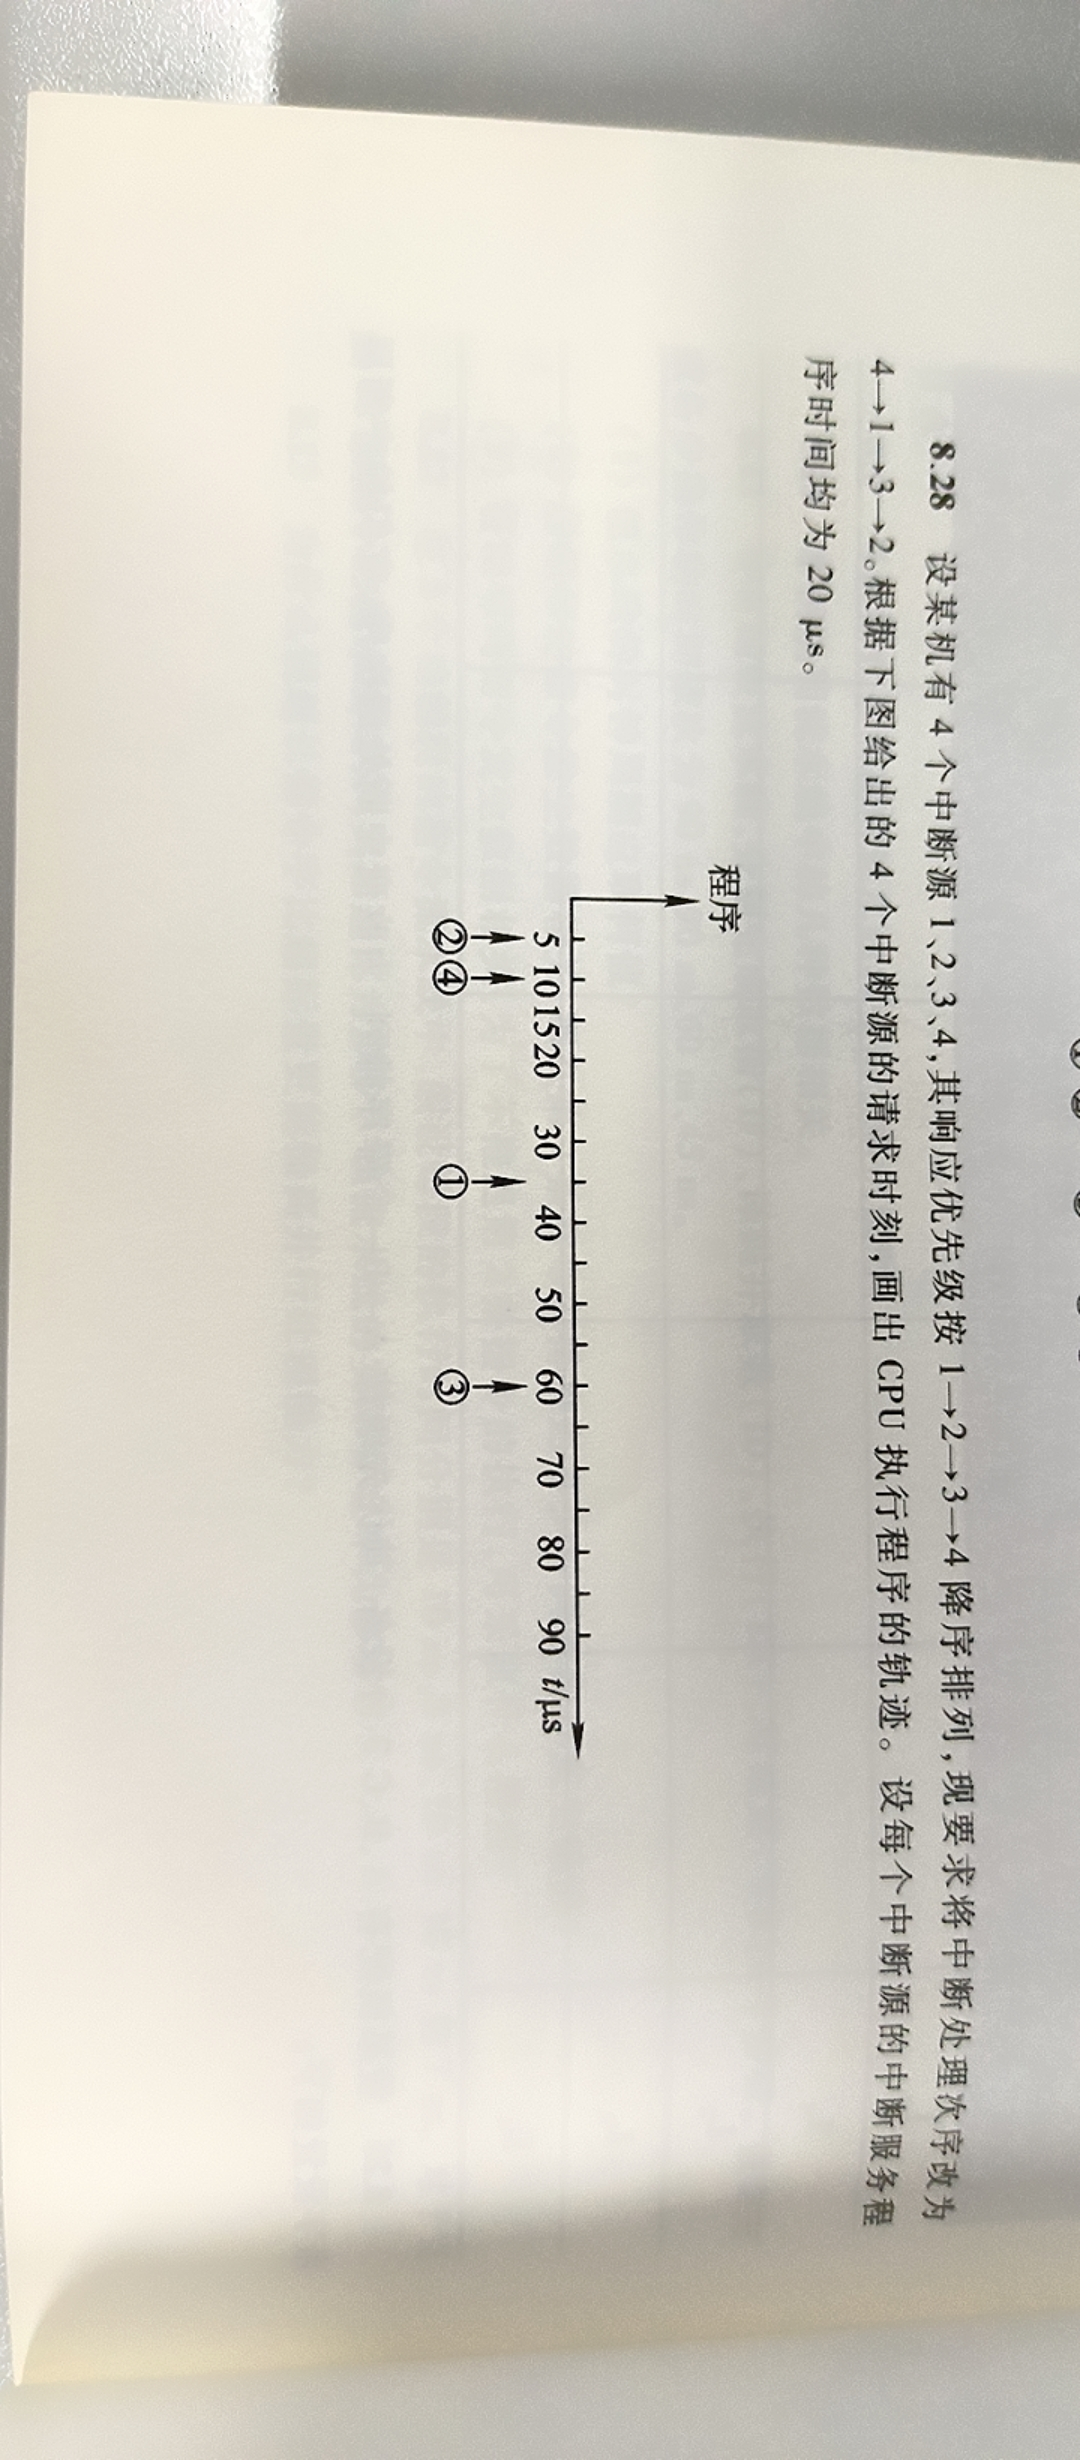 8.28 设某机有 4 个中断源 1、2、3、4,其响应优先级按 1→2→3→4 降序排列,现要求将中断处理次序改为
4→1→3→2。根据下图给出的 4 个中断源的请求时刻,画出 CPU 执行程序的轨迹。设每个中断源的中断服务程
序时间均为 20 μs。
程序
5 10 15 20 30 40 50 60 70 80 90 t/μs
② ④ ① ③